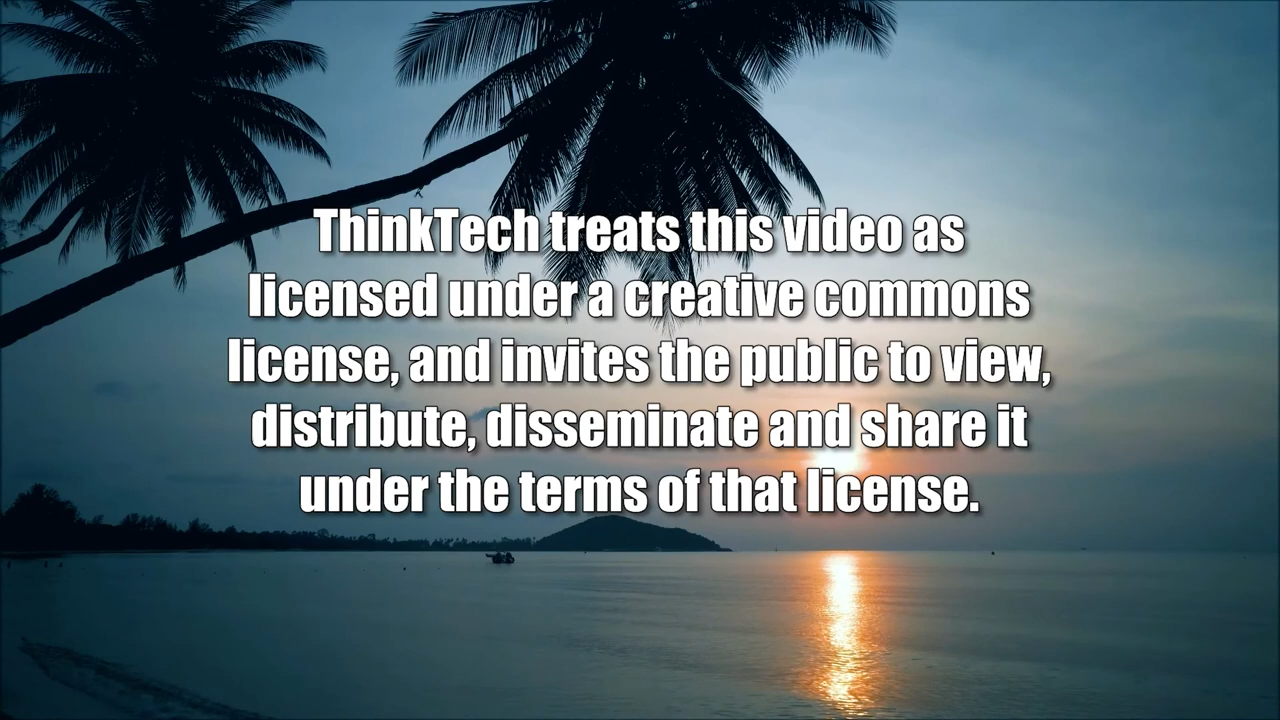 ThinkTech treats this video as
licensed under a creative commons
license, and invites the public to view,
distribute, disseminate and share it
under the terms of that license.